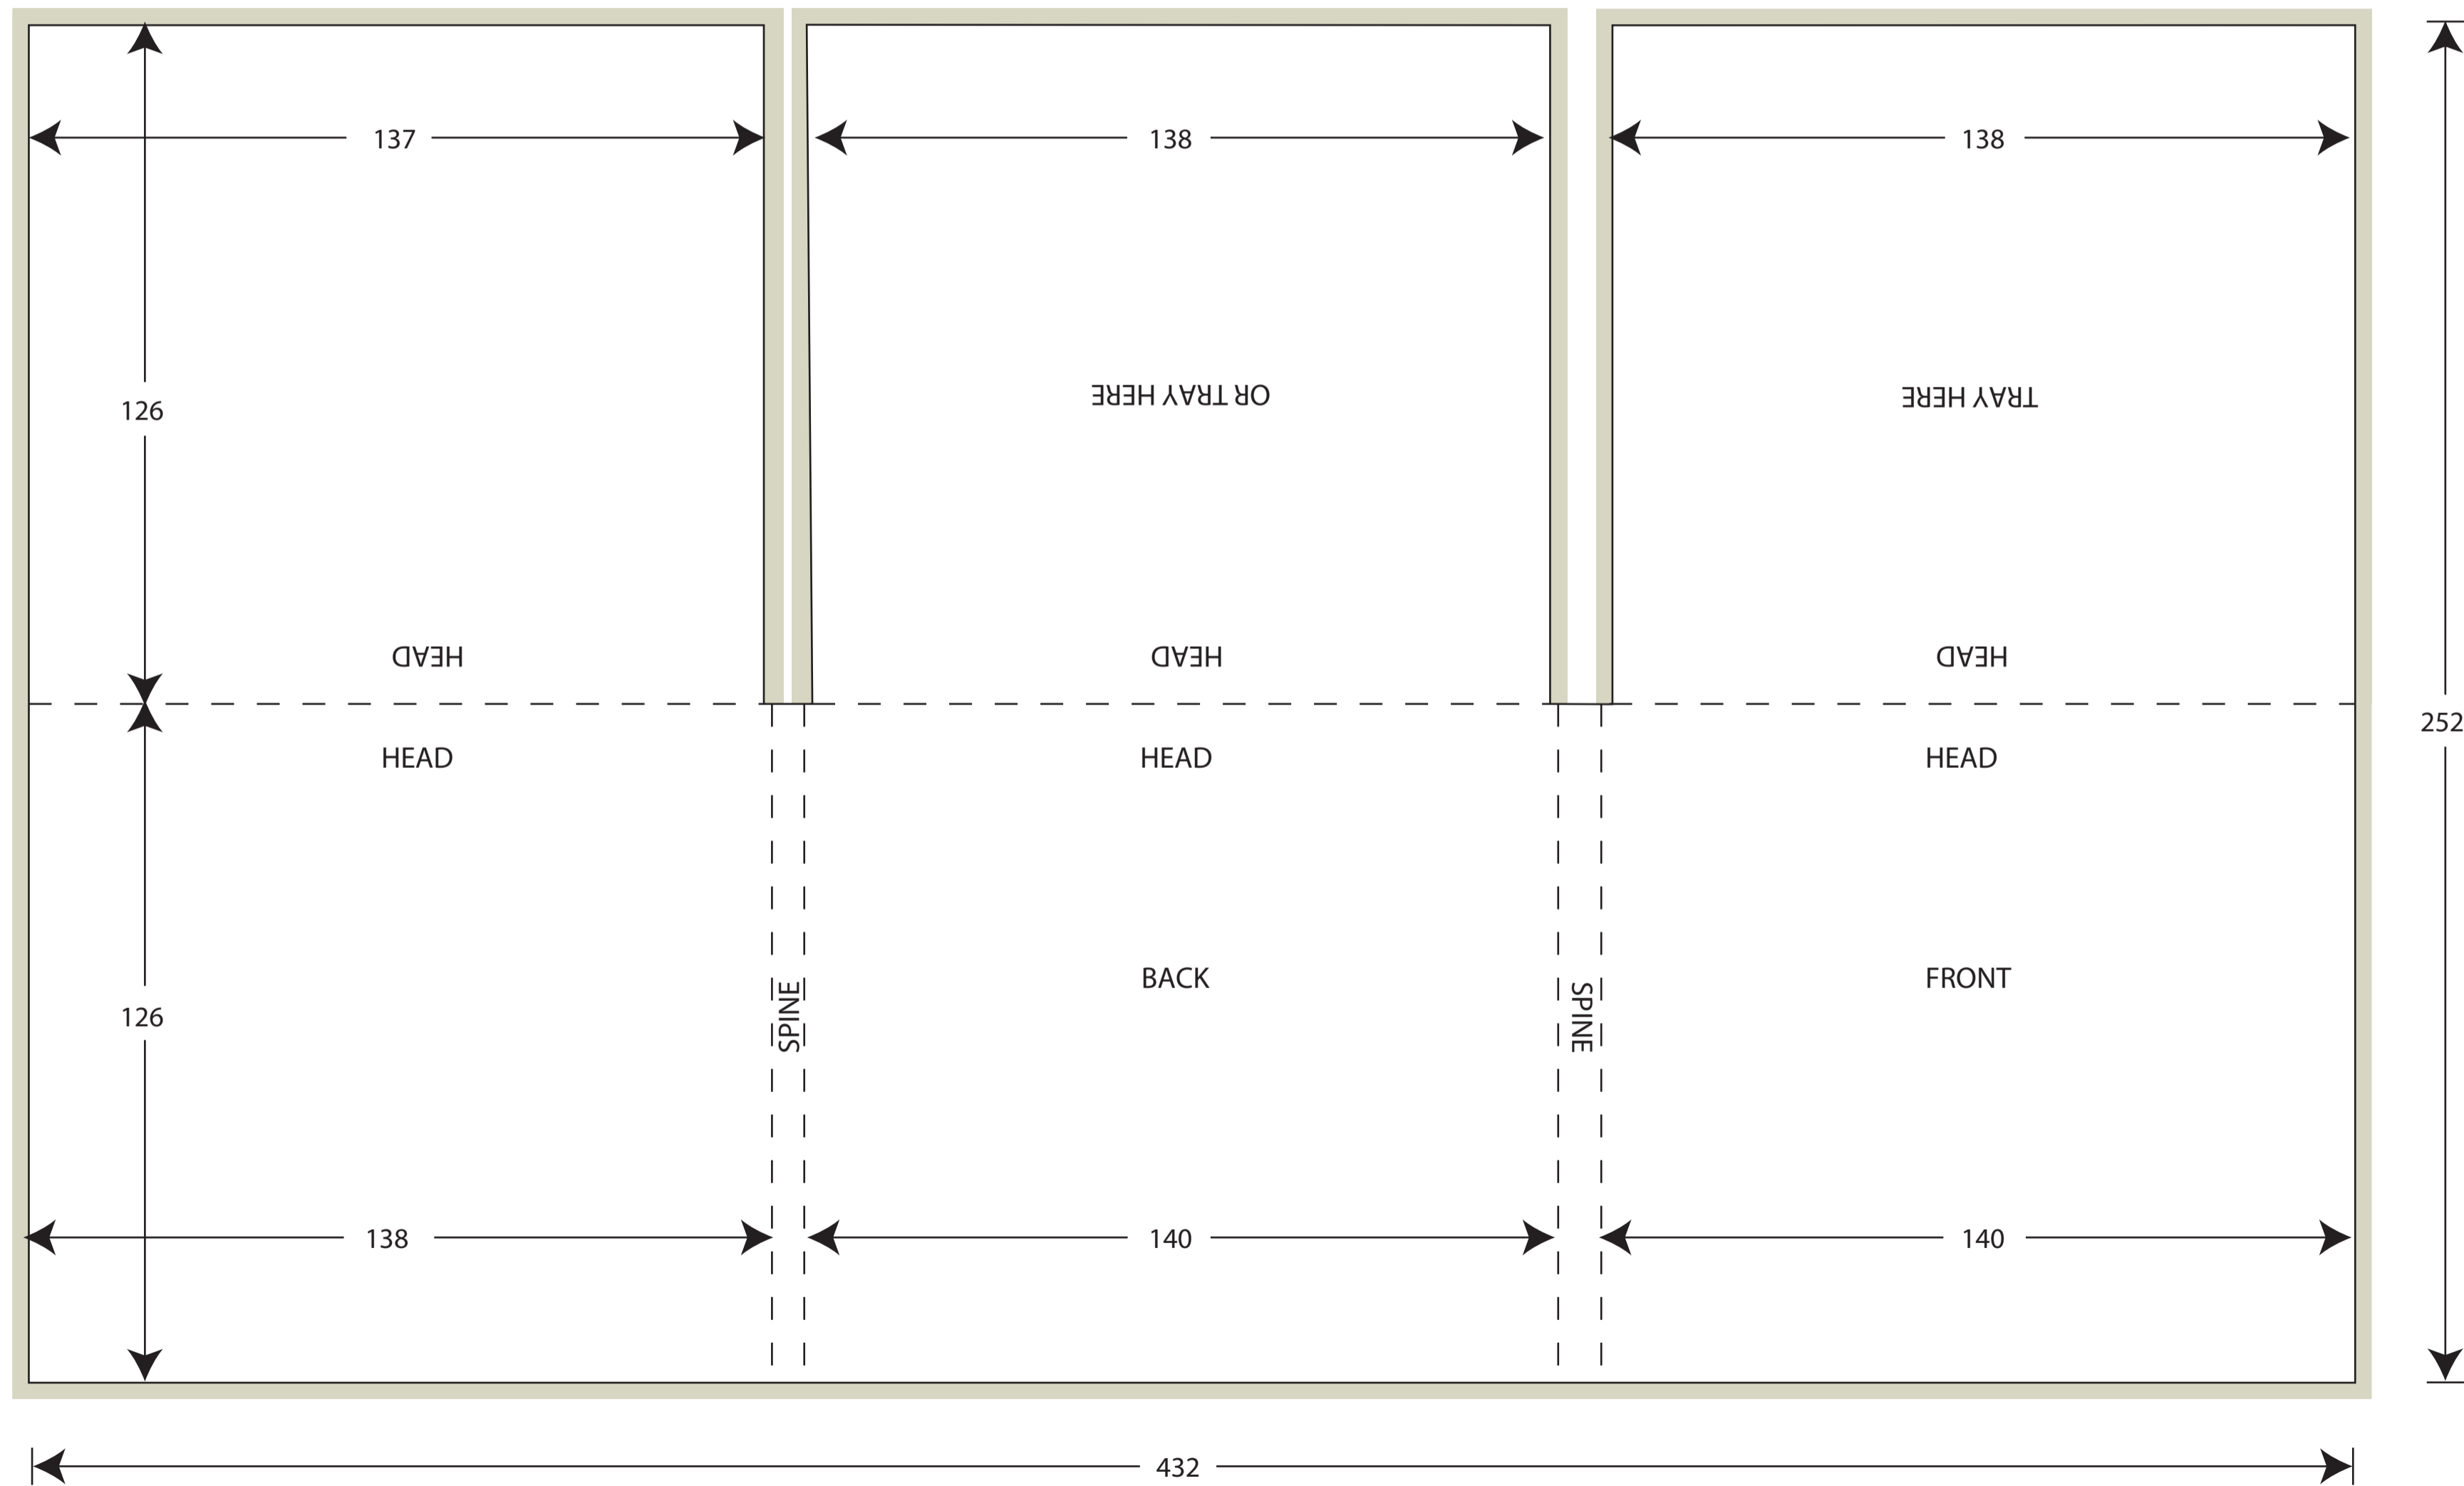 137
138
138
126
OR TRAY HERE
TRAY HERE
HEAD
HEAD
HEAD
252
HEAD
HEAD
HEAD
BACK
FRONT
126
SPINE
SPINE
138
140
140
432